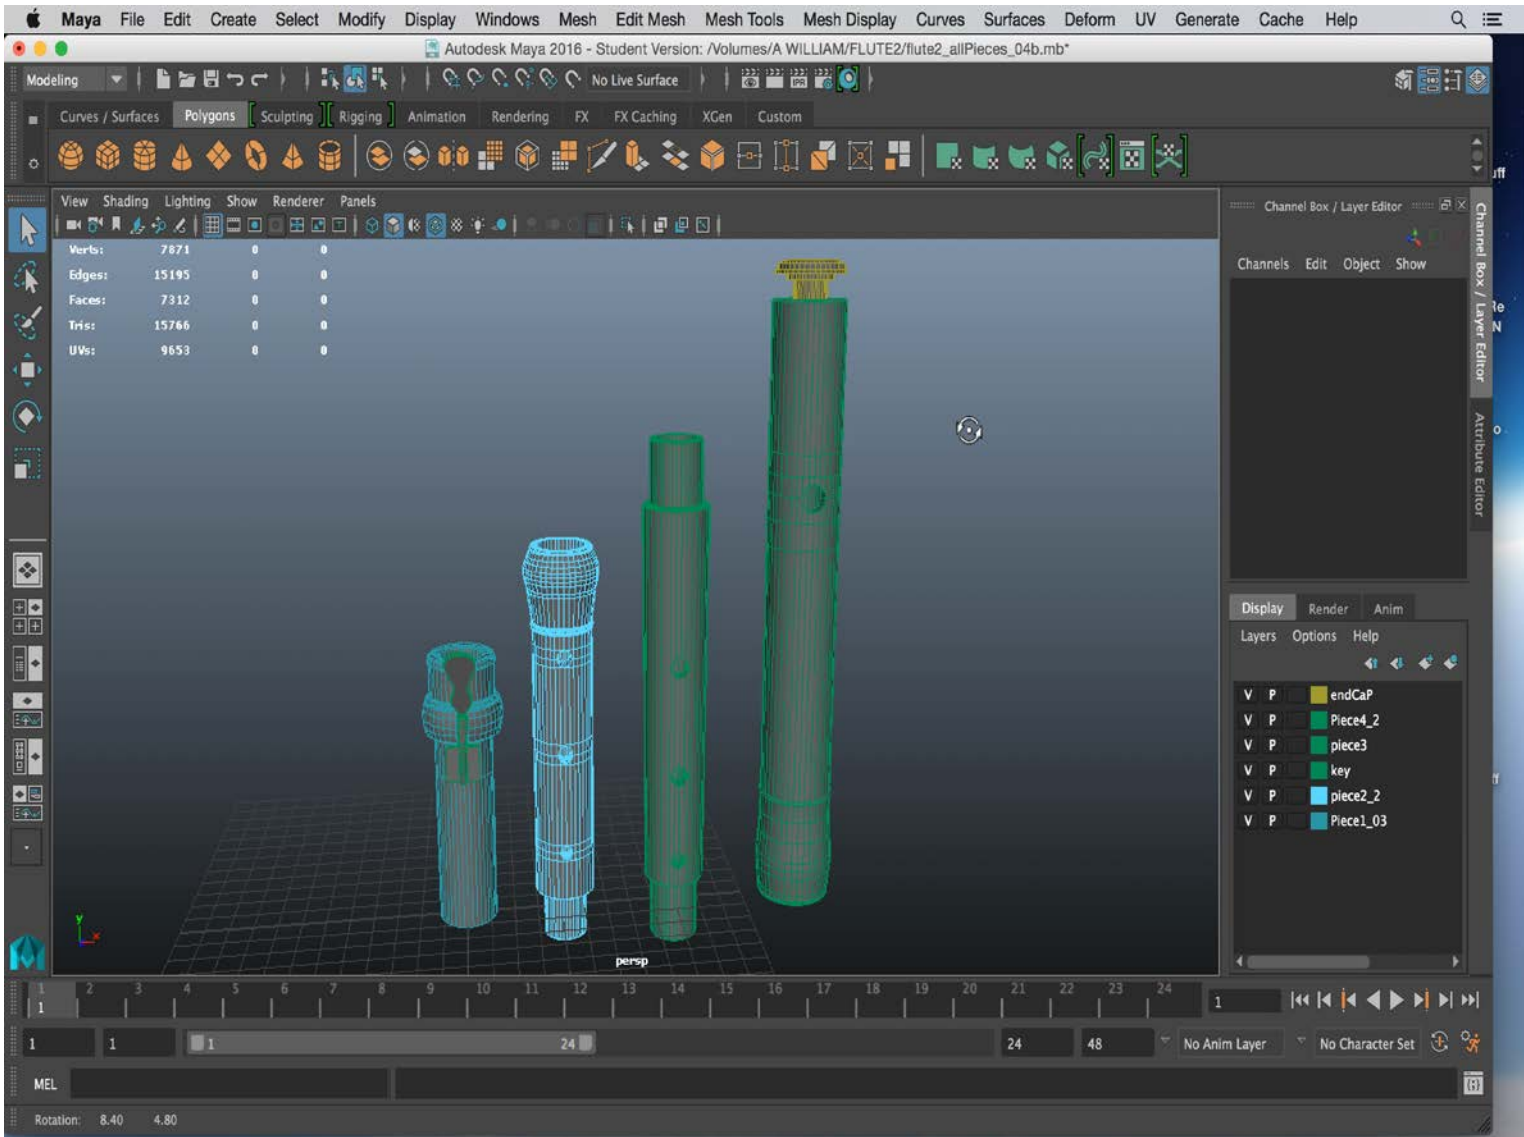 Maya File Edit Create Select Modify Display Windows Mesh Edit Mesh Mesh Tools Mesh Display Curves Surfaces Deform UV Generate Cache Help
Autodesk Maya 2016 - Student Version: /Volumes/A WILLIAM/FLUTE2/flute2_allPieces_04b.mb*
Modeling No Live Surface IPR
Curves / Surfaces Polygons Sculpting Rigging Animation Rendering FX FX Caching XGen Custom
View Shading Lighting Show Renderer Panels
Channel Box / Layer Editor
Channels Edit Object Show
Verts: 7871 0 0
Edges: 15195 0 0
Faces: 7312 0 0
Tris: 15766 0 0
UVs: 9653 0 0
Channel Box / Layer Editor
Attribute Editor
Display Render Anim
Layers Options Help
V P endCaP
V P Piece4_2
V P piece3
V P key
V P piece2_2
V P Piece1_03
y
x
persp
1 2 3 4 5 6 7 8 9 10 11 12 13 14 15 16 17 18 19 20 21 22 23 24
1 1
1 1 1 24 24 48 No Anim Layer No Character Set
MEL
Rotation: 8.40 4.80